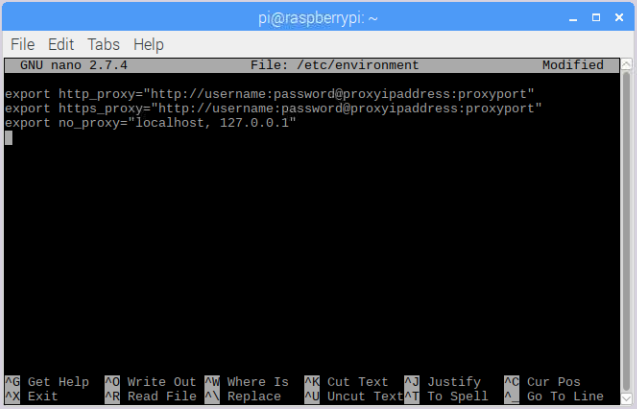 pi@raspberrypi: ~
File Edit Tabs Help
GNU nano 2.7.4 File: /etc/environment Modified
export http_proxy="http://username:password@proxyipaddress:proxyport"
export https_proxy="http://username:password@proxyipaddress:proxyport"
export no_proxy="localhost, 127.0.0.1"
^G Get Help ^O Write Out ^W Where Is ^K Cut Text ^J Justify ^C Cur Pos
^X Exit ^R Read File ^\ Replace ^U Uncut Text ^T To Spell ^_ Go To Line